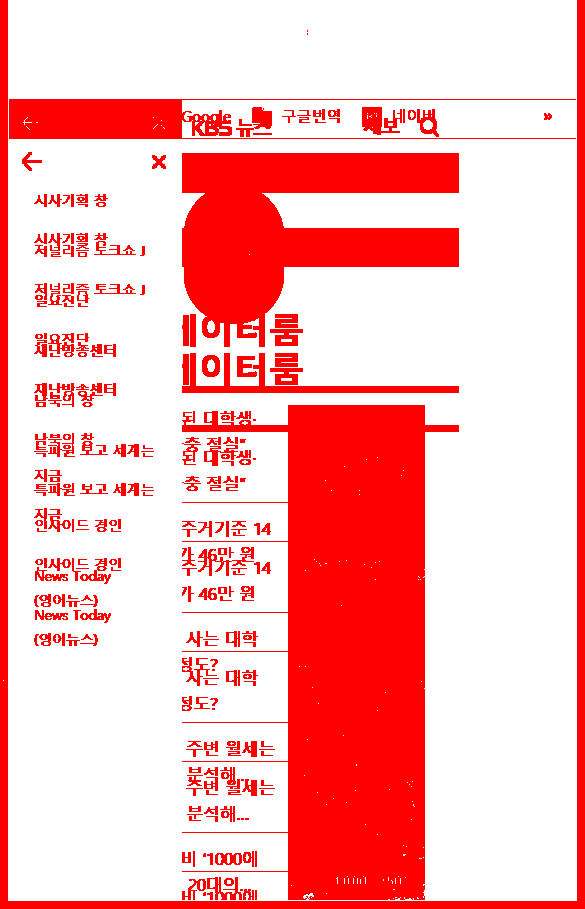 Google 구글번역 네이버 »
KBS 뉴스 제보
시사기획 창
시사기획 창
저널리즘 토크쇼 J
저널리즘 토크쇼 J
일요진단
일요진단
재난방송센터
재난방송센터
남북의 창
남북의 창
특파원 보고 세계는
지금
특파원 보고 세계는
지금
인사이드 경인
인사이드 경인
News Today
(영어뉴스)
News Today
(영어뉴스)
데이터룸
데이터룸
된 대학생·
충 절실"
된 대학생·
충 절실"
주거기준 14
가 46만 원
주거기준 14
가 46만 원
사는 대학
정도?
사는 대학
정도?
주변 월세는
분석해...
주변 월세는
분석해...
비 '1000에
20대의...
비 '1000에